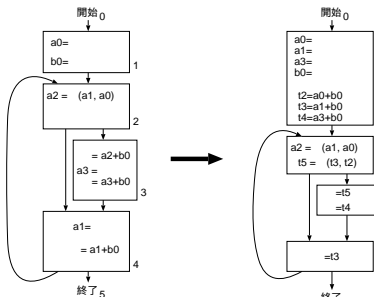 開始0
a0=
b0=
1
a2 = (a1, a0)
2
= a2+b0
a3 =
= a3+b0
3
a1=
= a1+b0
4
終了5
開始0
a0=
a1=
a3=
b0=
t2=a0+b0
t3=a1+b0
t4=a3+b0
a2 = (a1, a0)
t5 = (t3, t2)
=t5
=t4
=t3
終了